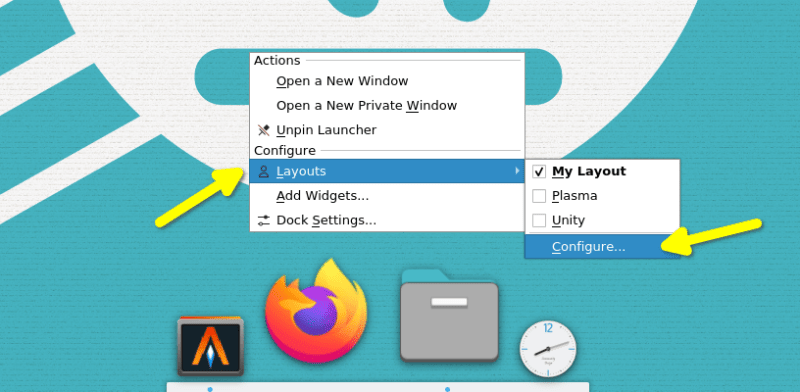 Actions
Open a New Window
Open a New Private Window
Unpin Launcher
Configure
Layouts
My Layout
Add Widgets...
Plasma
Dock Settings...
Unity
Configure...
12